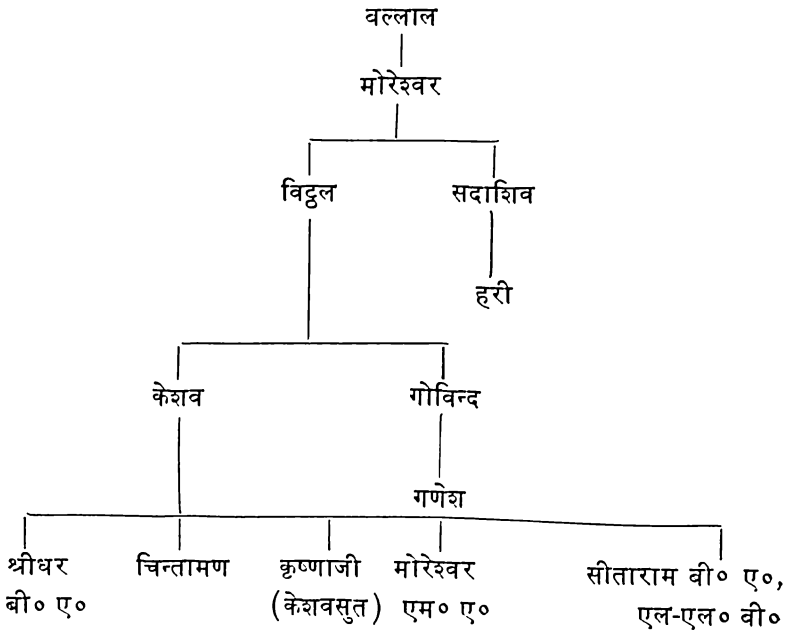 वल्लाल
मोरेश्वर
विट्ठल सदाशिव
हरी
केशव गोविन्द
गणेश
श्रीधर चिन्तामण कृष्णाजी मोरेश्वर सीताराम बी० ए०,
बी० ए० (केशवसुत) एम० ए० एल-एल० वी०